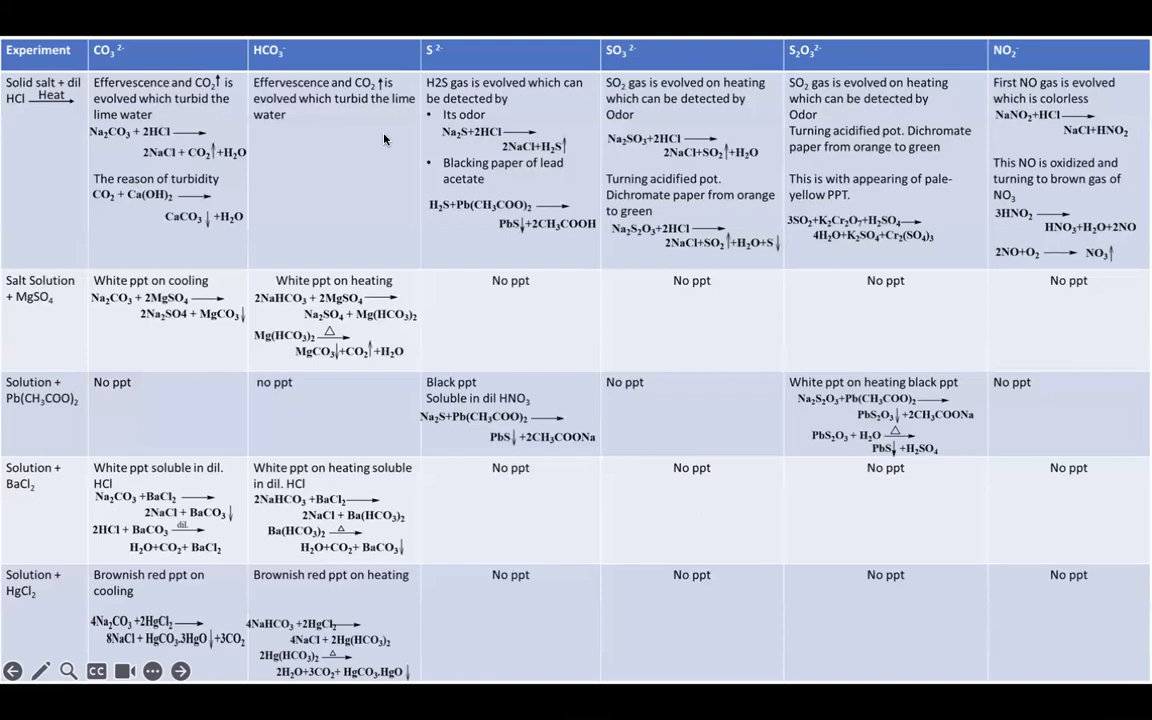 Experiment
CO₃ ²⁻
HCO₃⁻
S ²⁻
SO₃ ²⁻
S₂O₃²⁻
NO₂⁻
Solid salt + dil
HCl Heat →
Effervescence and CO₂↑ is
evolved which turbid the
lime water
Na₂CO₃ + 2HCl →
2NaCl + CO₂↑+H₂O
The reason of turbidity
CO₂ + Ca(OH)₂ →
CaCO₃ ↓ +H₂O
Effervescence and CO₂ ↑is
evolved which turbid the lime
water
H2S gas is evolved which can
be detected by
• Its odor
Na₂S+2HCl →
2NaCl+H₂S↑
• Blacking paper of lead
acetate
H₂S+Pb(CH₃COO)₂ →
PbS↓+2CH₃COOH
SO₂ gas is evolved on heating
which can be detected by
Odor
Na₂SO₃+2HCl →
2NaCl+SO₂↑+H₂O
Turning acidified pot.
Dichromate paper from orange
to green
Na₂S₂O₃+2HCl →
2NaCl+SO₂↑+H₂O+S↓
SO₂ gas is evolved on heating
which can be detected by
Odor
Turning acidified pot. Dichromate
paper from orange to green
This is with appearing of pale-
yellow PPT.
3SO₂+K₂Cr₂O₇+H₂SO₄→
4H₂O+K₂SO₄+Cr₂(SO₄)₃
First NO gas is evolved
which is colorless
NaNO₂+HCl →
NaCl+HNO₂
This NO is oxidized and
turning to brown gas of
NO₃
3HNO₂ →
HNO₃+H₂O+2NO
2NO+O₂ → NO₃↑
Salt Solution
+ MgSO₄
White ppt on cooling
Na₂CO₃ + 2MgSO₄ →
2Na₂SO4 + MgCO₃↓
White ppt on heating
2NaHCO₃ + 2MgSO₄ →
Na₂SO₄ + Mg(HCO₃)₂
Mg(HCO₃)₂ △ →
MgCO₃↓+CO₂↑+H₂O
No ppt
No ppt
No ppt
No ppt
Solution +
Pb(CH₃COO)₂
No ppt
no ppt
Black ppt
Soluble in dil HNO₃
Na₂S+Pb(CH₃COO)₂ →
PbS↓ +2CH₃COONa
No ppt
White ppt on heating black ppt
Na₂S₂O₃+Pb(CH₃COO)₂ →
PbS₂O₃↓ +2CH₃COONa
PbS₂O₃ + H₂O △ →
PbS↓ +H₂SO₄
No ppt
Solution +
BaCl₂
White ppt soluble in dil.
HCl
Na₂CO₃ +BaCl₂ →
2NaCl + BaCO₃↓
2HCl + BaCO₃ dil. →
H₂O+CO₂+ BaCl₂
White ppt on heating soluble
in dil. HCl
2NaHCO₃ +BaCl₂→
2NaCl + Ba(HCO₃)₂
Ba(HCO₃)₂ △ →
H₂O+CO₂+ BaCO₃↓
No ppt
No ppt
No ppt
No ppt
Solution +
HgCl₂
Brownish red ppt on
cooling
4Na₂CO₃ +2HgCl₂ →
8NaCl + HgCO₃.3HgO↓+3CO₂
Brownish red ppt on heating
4NaHCO₃ +2HgCl₂ →
4NaCl + 2Hg(HCO₃)₂
2Hg(HCO₃)₂ △ →
2H₂O+3CO₂+ HgCO₃.HgO↓
No ppt
No ppt
No ppt
No ppt
CC